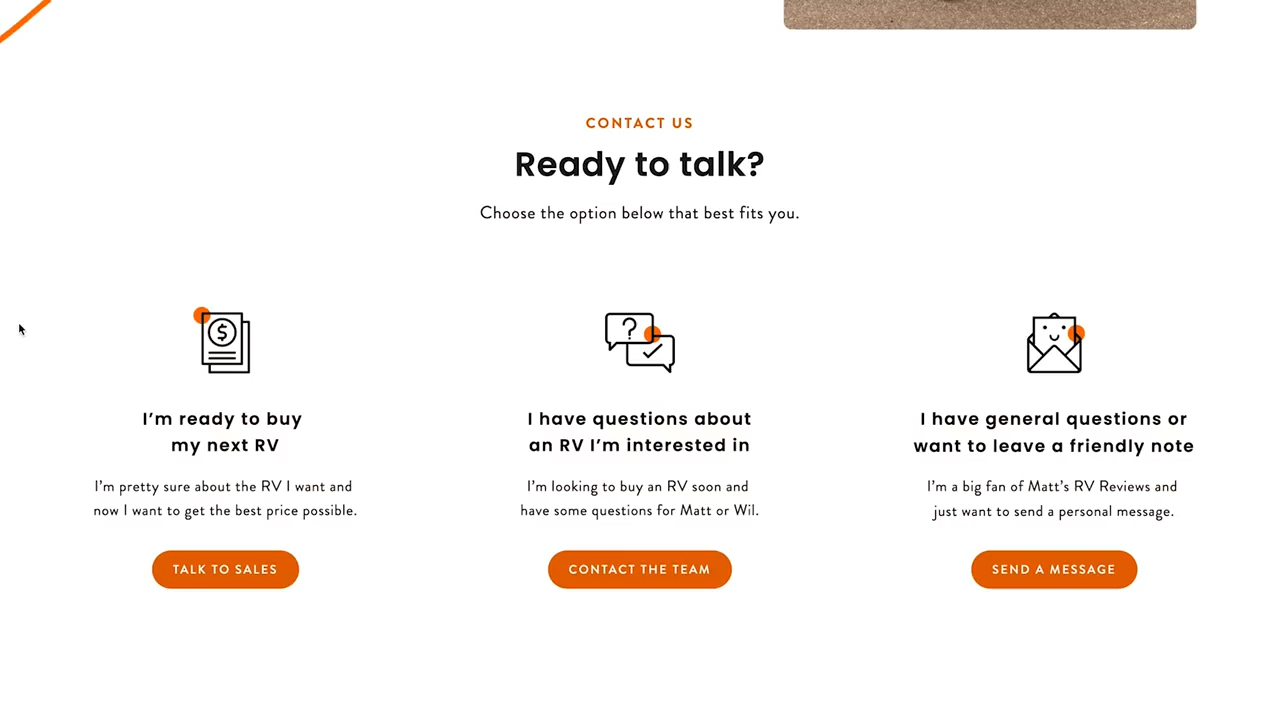 CONTACT US
Ready to talk?
Choose the option below that best fits you.
I’m ready to buy
my next RV
I’m pretty sure about the RV I want and
now I want to get the best price possible.
TALK TO SALES
I have questions about
an RV I’m interested in
I’m looking to buy an RV soon and
have some questions for Matt or Wil.
CONTACT THE TEAM
I have general questions or
want to leave a friendly note
I’m a big fan of Matt’s RV Reviews and
just want to send a personal message.
SEND A MESSAGE